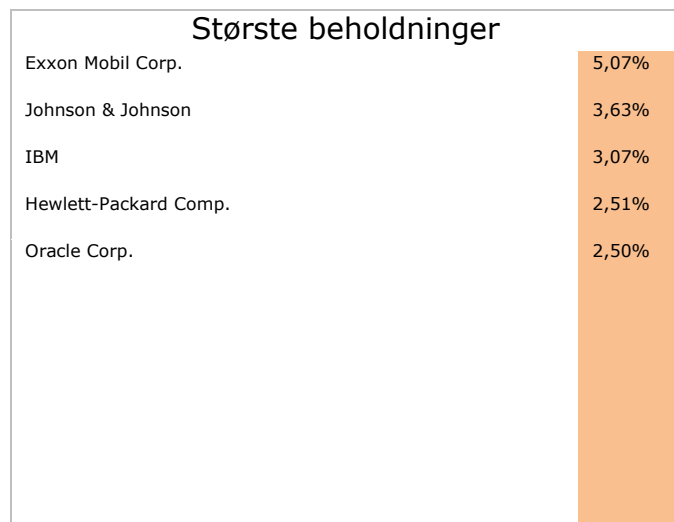 Største beholdninger
Exxon Mobil Corp. 5,07%
Johnson & Johnson 3,63%
IBM 3,07%
Hewlett-Packard Comp. 2,51%
Oracle Corp. 2,50%